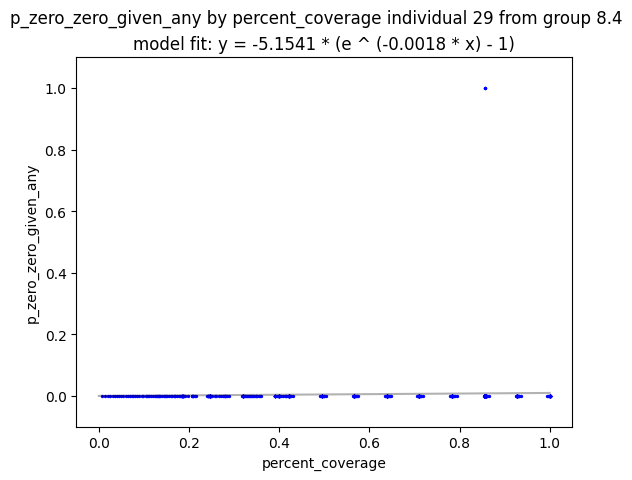 p_zero_zero_given_any by percent_coverage individual 29 from group 8.4
model fit: y = -5.1541 * (e ^ (-0.0018 * x) - 1)
1.0
0.8
0.6
0.4
0.2
0.0
p_zero_zero_given_any
0.0 0.2 0.4 0.6 0.8 1.0
percent_coverage